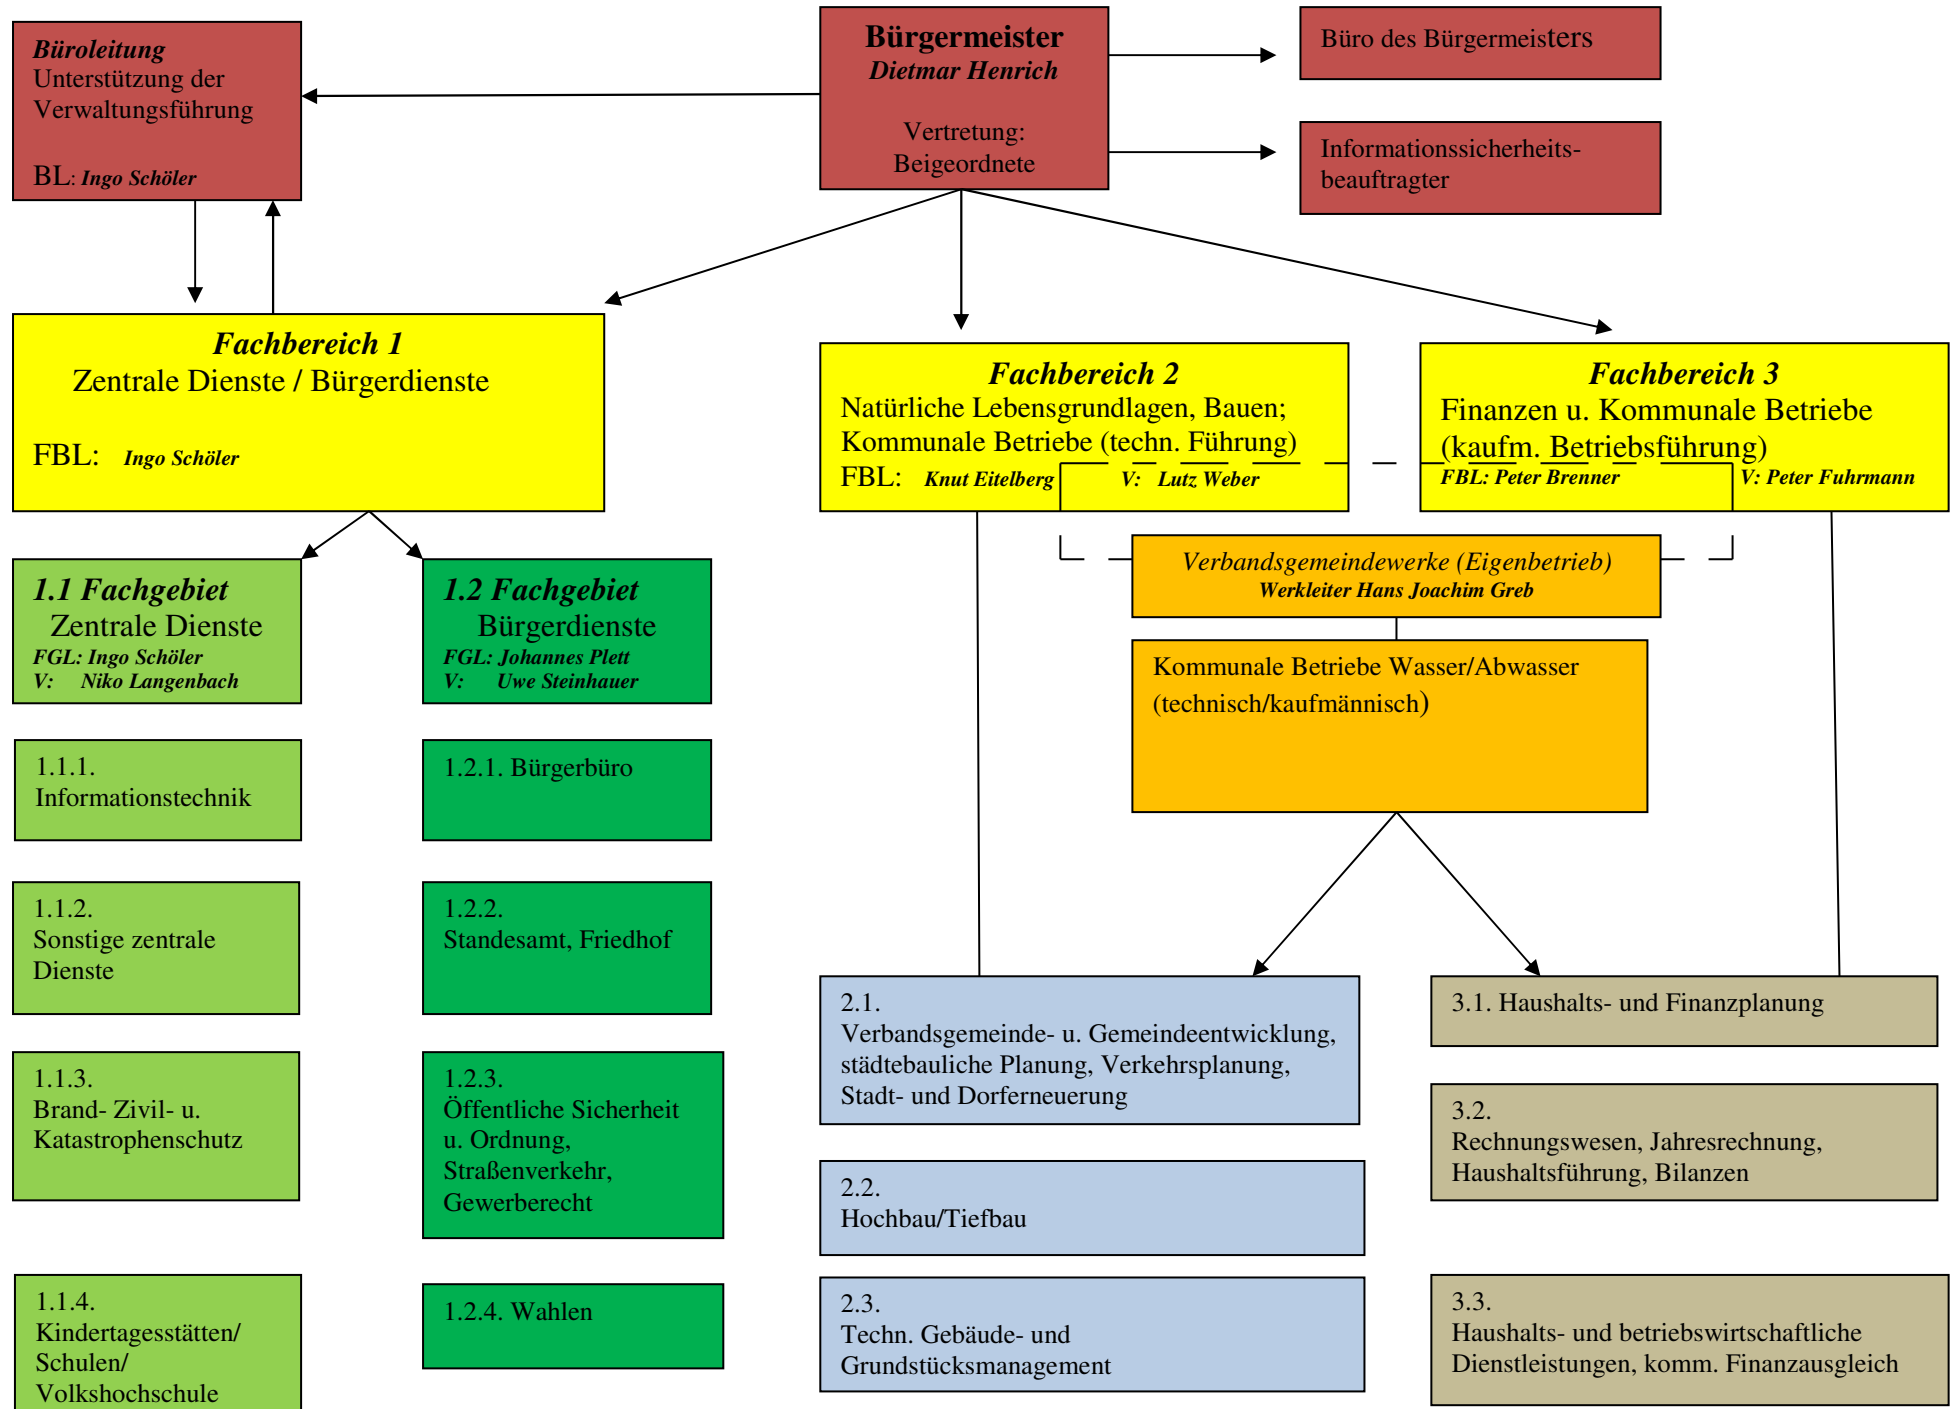 Büroleitung
Unterstützung der
Verwaltungsführung
BL: Ingo Schöler
Bürgermeister
Dietmar Henrich
Vertretung:
Beigeordnete
Büro des Bürgermeisters
Informationssicherheits-
beauftragter
Fachbereich 1
Zentrale Dienste / Bürgerdienste
FBL: Ingo Schöler
Fachbereich 2
Natürliche Lebensgrundlagen, Bauen;
Kommunale Betriebe (techn. Führung)
FBL: Knut Eitelberg V: Lutz Weber
Fachbereich 3
Finanzen u. Kommunale Betriebe
(kaufm. Betriebsführung)
FBL: Peter Brenner V: Peter Fuhrmann
1.1 Fachgebiet
Zentrale Dienste
FGL: Ingo Schöler
V: Niko Langenbach
1.2 Fachgebiet
Bürgerdienste
FGL: Johannes Plett
V: Uwe Steinhauer
Verbandsgemeindewerke (Eigenbetrieb)
Werkleiter Hans Joachim Greb
Kommunale Betriebe Wasser/Abwasser
(technisch/kaufmännisch)
1.1.1.
Informationstechnik
1.1.2.
Sonstige zentrale
Dienste
1.1.3.
Brand- Zivil- u.
Katastrophenschutz
1.1.4.
Kindertagesstätten/
Schulen/
Volkshochschule
1.2.1. Bürgerbüro
1.2.2.
Standesamt, Friedhof
1.2.3.
Öffentliche Sicherheit
u. Ordnung,
Straßenverkehr,
Gewerberecht
1.2.4. Wahlen
2.1.
Verbandsgemeinde- u. Gemeindeentwicklung,
städtebauliche Planung, Verkehrsplanung,
Stadt- und Dorferneuerung
2.2.
Hochbau/Tiefbau
2.3.
Techn. Gebäude- und
Grundstücksmanagement
3.1. Haushalts- und Finanzplanung
3.2.
Rechnungswesen, Jahresrechnung,
Haushaltsführung, Bilanzen
3.3.
Haushalts- und betriebswirtschaftliche
Dienstleistungen, komm. Finanzausgleich